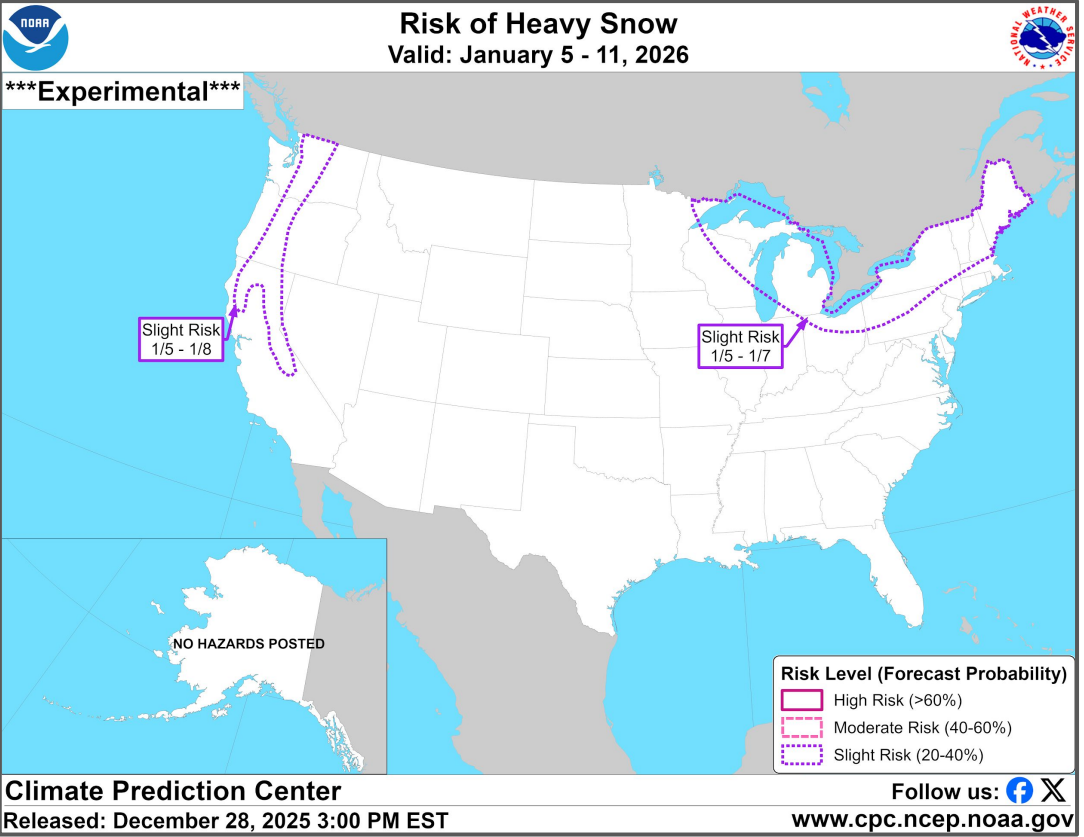 NOAA
Risk of Heavy Snow
Valid: January 5 - 11, 2026
NATIONAL WEATHER SERVICE
***Experimental***
Slight Risk
1/5 - 1/8
Slight Risk
1/5 - 1/7
NO HAZARDS POSTED
Risk Level (Forecast Probability)
High Risk (>60%)
Moderate Risk (40-60%)
Slight Risk (20-40%)
Climate Prediction Center
Follow us:
Released: December 28, 2025 3:00 PM EST
www.cpc.ncep.noaa.gov